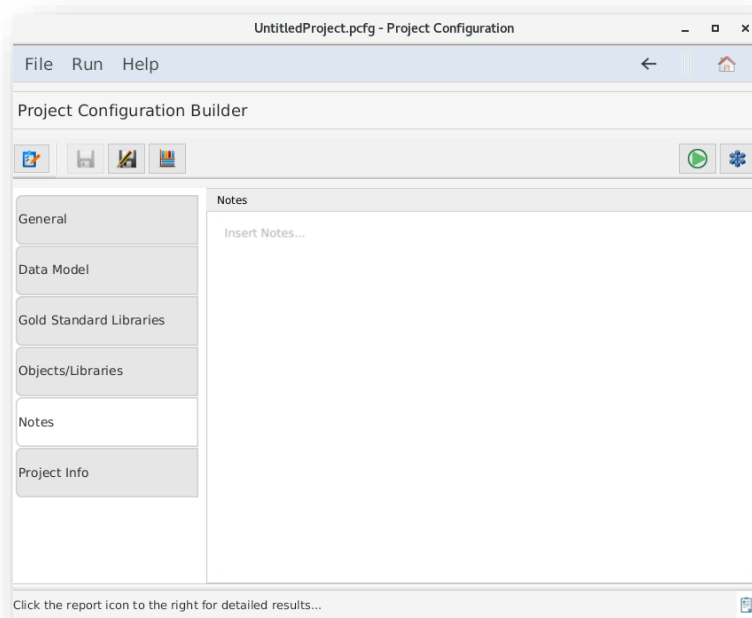 UntitledProject.pcfg - Project Configuration
File Run Help
Project Configuration Builder
Notes
General
Insert Notes...
Data Model
Gold Standard Libraries
Objects/Libraries
Notes
Project Info
Click the report icon to the right for detailed results...